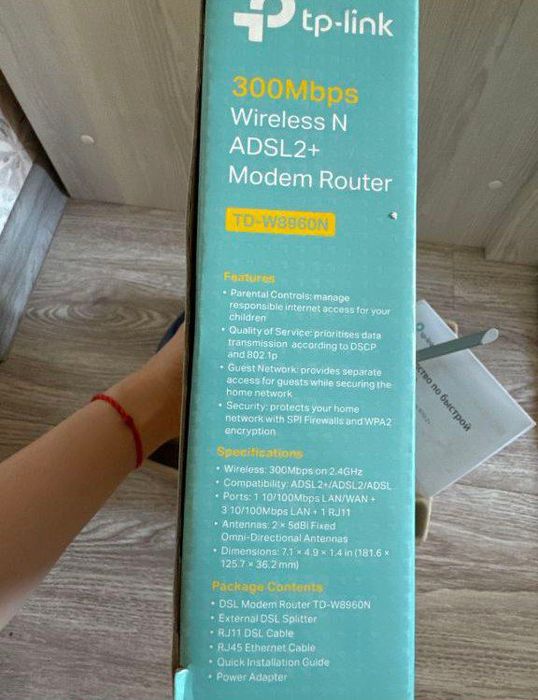 tp-link
300Mbps
Wireless N
ADSL2+
Modem Router
TD-W8960N
Features
• Parental Controls: manage
responsible internet access for your
children
• Quality of Service: prioritises data
transmission according to DSCP
and 802.1p
• Guest Network: provides separate
access for guests while securing the
home network
• Security: protects your home
network with SPI Firewalls and WPA2
encryption
Specifications
• Wireless: 300Mbps on 2.4GHz
• Compatibility: ADSL2+/ADSL2/ADSL
• Ports: 1 10/100Mbps LAN/WAN +
3 10/100Mbps LAN + 1 RJ11
• Antennas: 2 × 5dBi Fixed
Omni-Directional Antennas
• Dimensions: 7.1 × 4.9 × 1.4 in (181.6 ×
125.7 × 36.2 mm)
Package Contents
• DSL Modem Router TD-W8960N
• External DSL Splitter
• RJ11 DSL Cable
• RJ45 Ethernet Cable
• Quick Installation Guide
• Power Adapter
по быстрой